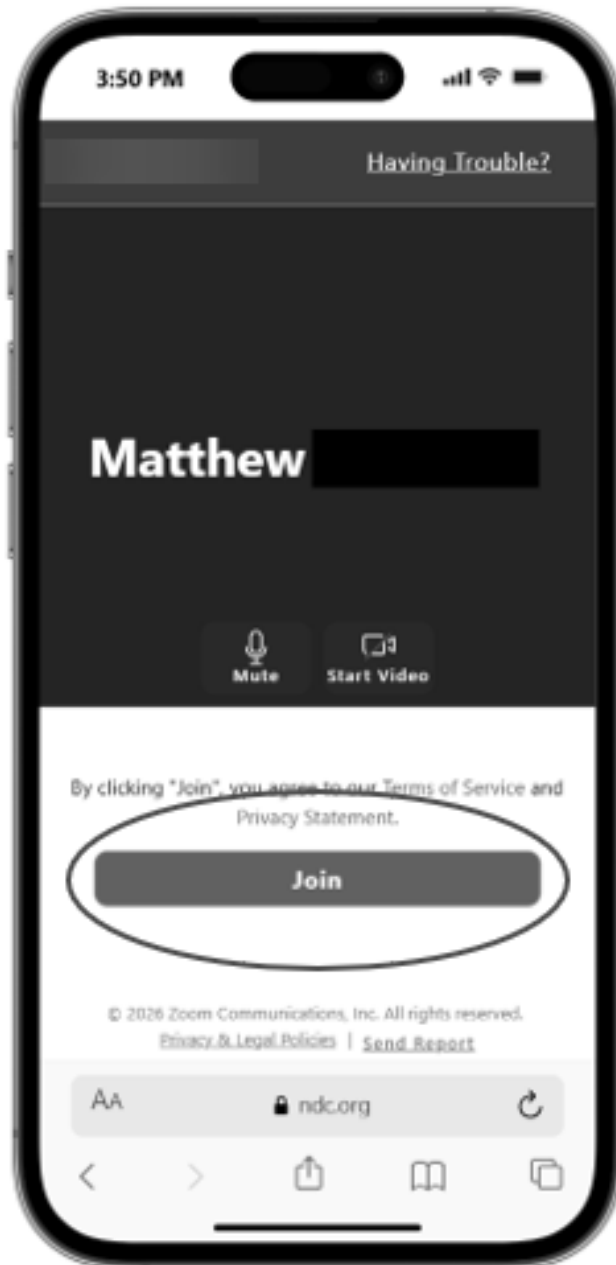 3:50 PM
Having Trouble?
Matthew
Mute
Start Video
By clicking "Join", you agree to our Terms of Service and
Privacy Statement.
Join
© 2026 Zoom Communications, Inc. All rights reserved.
Privacy & Legal Policies | Send Report
AA
ndc.org